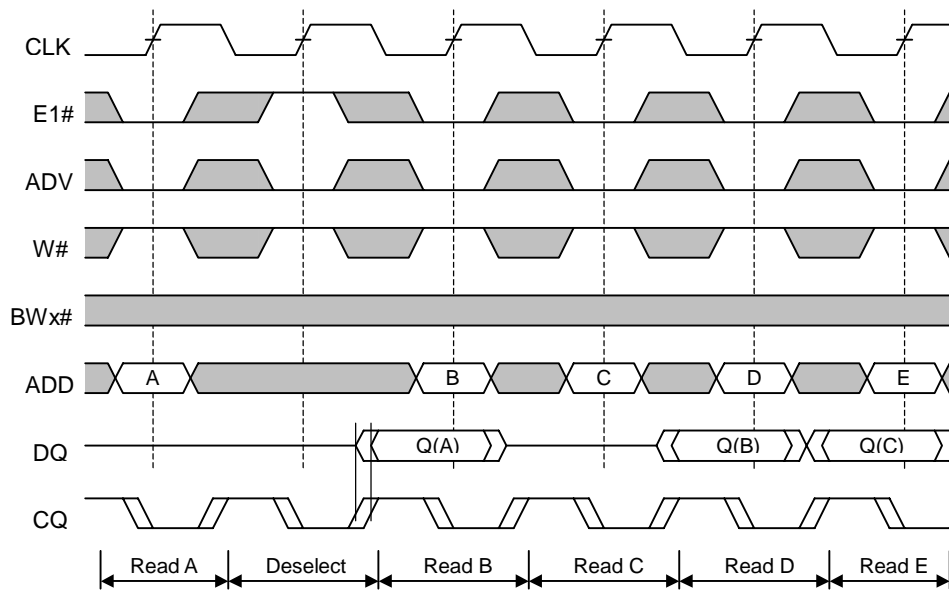 CLK
E1#
ADV
W#
BWx#
ADD A B C D E
DQ Q(A) Q(B) Q(C)
CQ
Read A Deselect Read B Read C Read D Read E